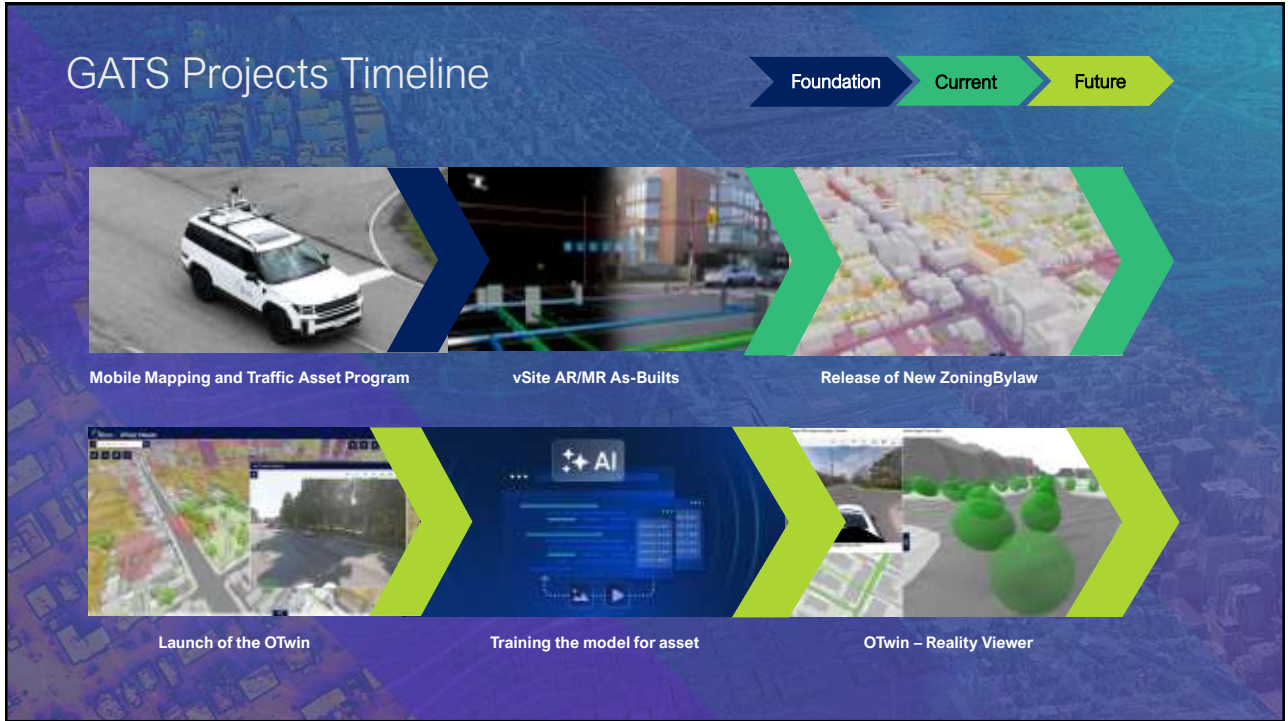 GATS Projects Timeline
Foundation
Current
Future
Mobile Mapping and Traffic Asset Program
vSite AR/MR As-Builts
Release of New ZoningBylaw
AI
Launch of the OTwin
Training the model for asset
OTwin – Reality Viewer